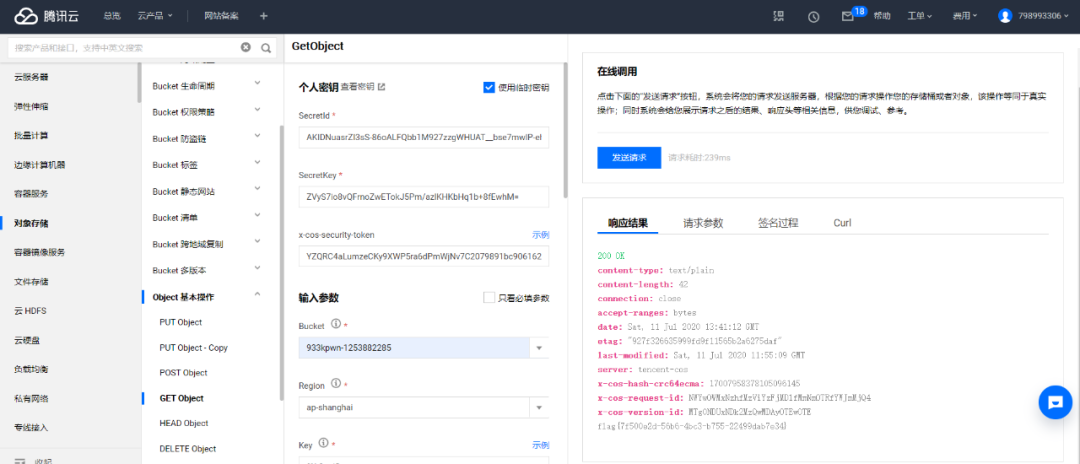 腾讯云 总览 云产品 网站备案 + 18 帮助 工单 费用 798993306
搜索产品和接口，支持中英文搜索
云服务器
弹性伸缩
批量计算
边缘计算机器
容器服务
对象存储
容器镜像服务
文件存储
云 HDFS
云硬盘
负载均衡
私有网络
专线接入
收起
Bucket 生命周期
Bucket 权限策略
Bucket 防盗链
Bucket 标签
Bucket 静态网站
Bucket 清单
Bucket 跨地域复制
Bucket 多版本
Object 基本操作
PUT Object
PUT Object - Copy
POST Object
GET Object
HEAD Object
DELETE Object
GetObject
个人密钥 查看密钥 使用临时密钥
SecretId *
SecretKey *
x-cos-security-token 示例
输入参数 只看必填参数
Bucket *
933kpwn-1253882285
Region *
ap-shanghai
Key * 示例
在线调用
点击下面的“发送请求”按钮，系统会将您的请求发送服务器，根据您的请求操作您的存储桶或者对象，该操作等同于真实
操作；同时系统会给您展示请求之后的结果、响应头等相关信息，供您调试、参考。
发送请求 请求耗时:239ms
响应结果 请求参数 签名过程 Curl
200 OK
content-type: text/plain
content-length: 42
connection: close
accept-ranges: bytes
date: Sat, 11 Jul 2020 13:41:12 GMT
etag: "927f326635999fd9f11565b2a6275daf"
last-modified: Sat, 11 Jul 2020 11:55:09 GMT
server: tencent-cos
x-cos-hash-crc64ecma: 17007958378105096145
x-cos-request-id:
x-cos-version-id: